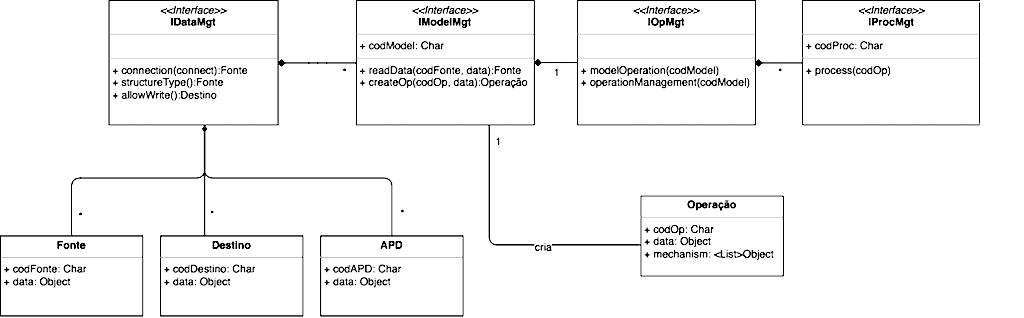 <<Interface>>
IDataMgt
+ connection(connect):Fonte
+ structureType():Fonte
+ allowWrite():Destino
*
<<Interface>>
IModelMgt
+ codModel: Char
+ readData(codFonte, data):Fonte
+ createOp(codOp, data):Operação
1
<<Interface>>
IOpMgt
+ modelOperation(codModel)
+ operationManagement(codModel)
*
<<Interface>>
IProcMgt
+ codProc: Char
+ process(codOp)
1
cria
*
*
*
Fonte
+ codFonte: Char
+ data: Object
Destino
+ codDestino: Char
+ data: Object
APD
+ codAPD: Char
+ data: Object
Operação
+ codOp: Char
+ data: Object
+ mechanism: <List>Object